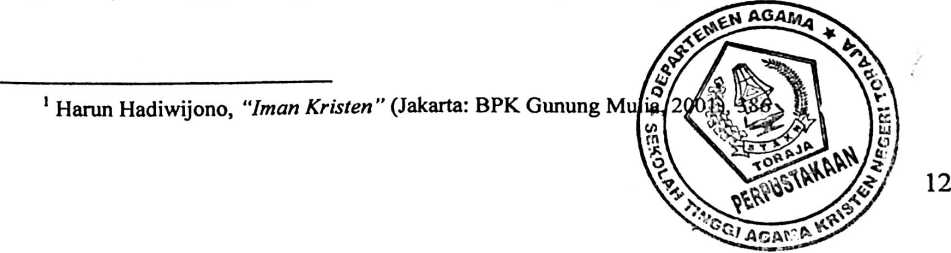 ¹ Harun Hadiwijono, "Iman Kristen" (Jakarta: BPK Gunung Mulia, 2001), 386
DEPARTEMEN AGAMA ★ TORAJA
SEKOLAH TINGGI AGAMA KRISTEN NEGERI
STAKN
TORAJA
PERPUSTAKAAN
12